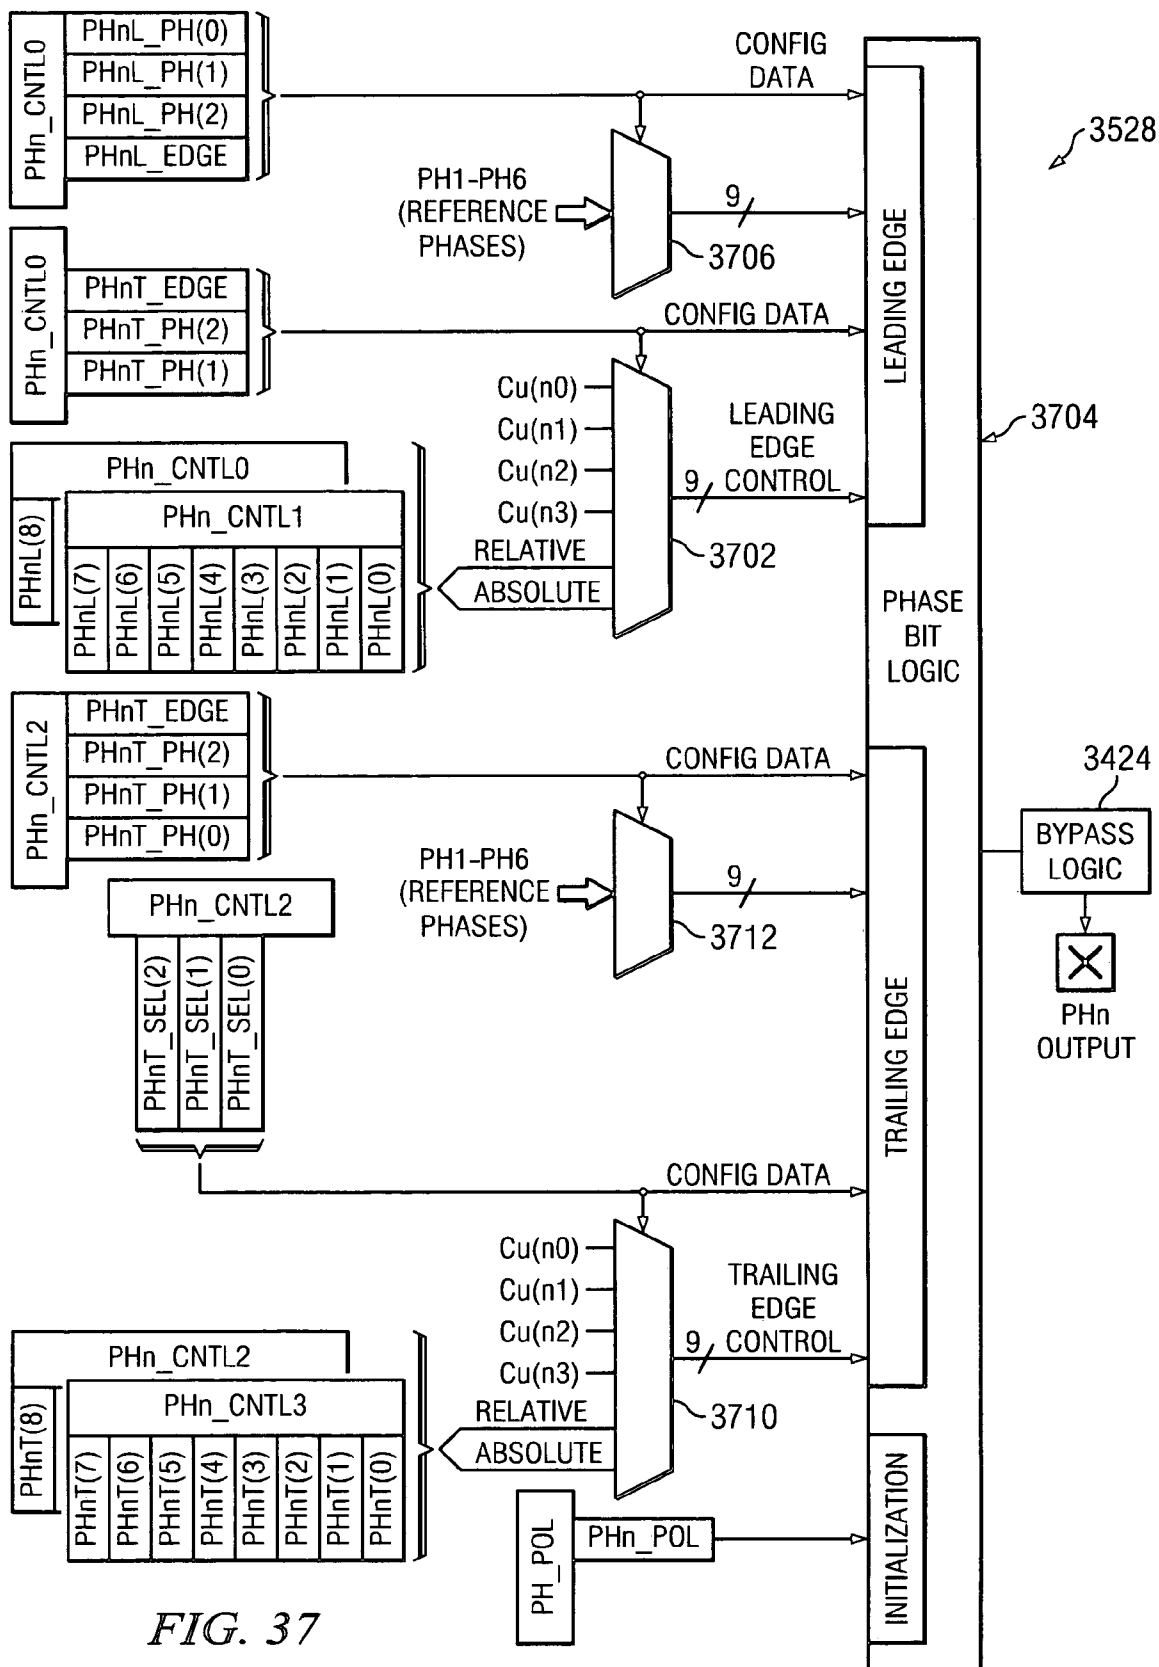 PHn_CNTL0
PHnL_PH(0)
PHnL_PH(1)
PHnL_PH(2)
PHnL_EDGE
CONFIG
DATA
3528
PH1-PH6
(REFERENCE
PHASES)
9
3706
PHn_CNTL0
PHnT_EDGE
PHnT_PH(2)
PHnT_PH(1)
CONFIG DATA
LEADING EDGE
3704
Cu(n0)
Cu(n1)
Cu(n2)
Cu(n3)
RELATIVE
ABSOLUTE
LEADING
EDGE
9 CONTROL
3702
PHn_CNTL0
PHn_CNTL1
PHnL(8)
PHnL(7)
PHnL(6)
PHnL(5)
PHnL(4)
PHnL(3)
PHnL(2)
PHnL(1)
PHnL(0)
PHASE
BIT
LOGIC
PHn_CNTL2
PHnT_EDGE
PHnT_PH(2)
PHnT_PH(1)
PHnT_PH(0)
CONFIG DATA
PH1-PH6
(REFERENCE
PHASES)
9
3712
3424
BYPASS
LOGIC
PHn
OUTPUT
PHn_CNTL2
PHnT_SEL(2)
PHnT_SEL(1)
PHnT_SEL(0)
TRAILING EDGE
CONFIG DATA
Cu(n0)
Cu(n1)
Cu(n2)
Cu(n3)
RELATIVE
ABSOLUTE
TRAILING
EDGE
9 CONTROL
3710
PHn_CNTL2
PHn_CNTL3
PHnT(8)
PHnT(7)
PHnT(6)
PHnT(5)
PHnT(4)
PHnT(3)
PHnT(2)
PHnT(1)
PHnT(0)
PH_POL
PHn_POL
INITIALIZATION
FIG. 37